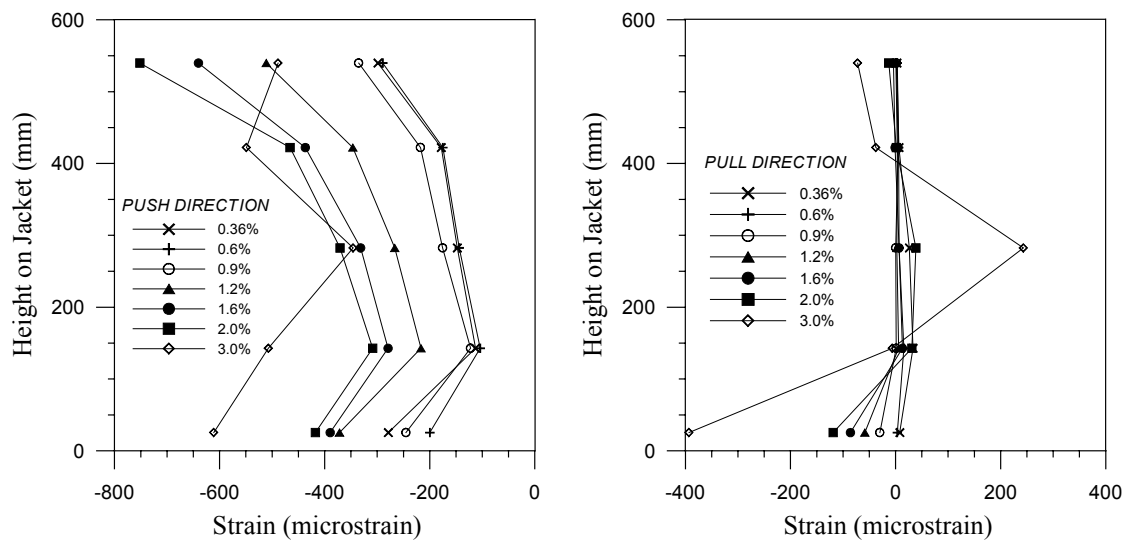 600
400
200
0
Height on Jacket (mm)
PUSH DIRECTION
0.36%
0.6%
0.9%
1.2%
1.6%
2.0%
3.0%
-800 -600 -400 -200 0
Strain (microstrain)
600
400
200
0
Height on Jacket (mm)
PULL DIRECTION
0.36%
0.6%
0.9%
1.2%
1.6%
2.0%
3.0%
-400 -200 0 200 400
Strain (microstrain)